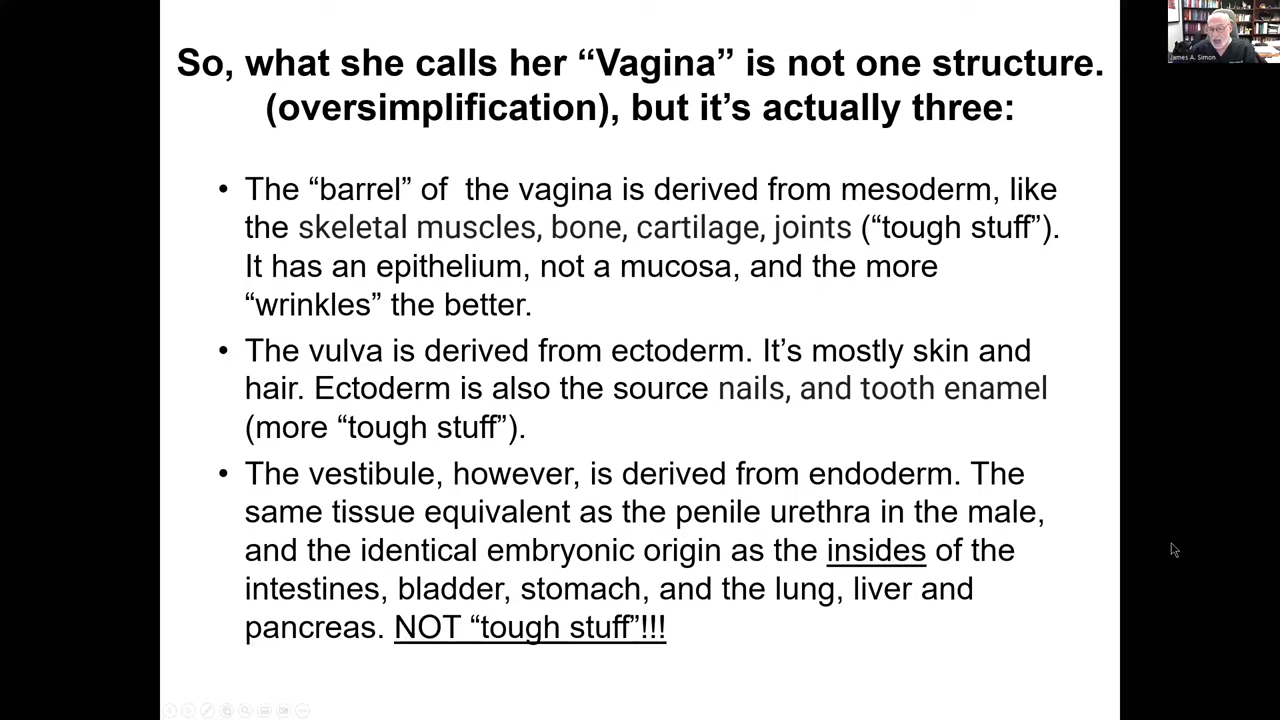 So, what she calls her “Vagina” is not one structure.
(oversimplification), but it’s actually three:
• The “barrel” of  the vagina is derived from mesoderm, like
the skeletal muscles, bone, cartilage, joints (“tough stuff”).
It has an epithelium, not a mucosa, and the more
“wrinkles” the better.
• The vulva is derived from ectoderm. It’s mostly skin and
hair. Ectoderm is also the source nails, and tooth enamel
(more “tough stuff”).
• The vestibule, however, is derived from endoderm. The
same tissue equivalent as the penile urethra in the male,
and the identical embryonic origin as the insides of the
intestines, bladder, stomach, and the lung, liver and
pancreas. NOT “tough stuff”!!!
James A. Simon